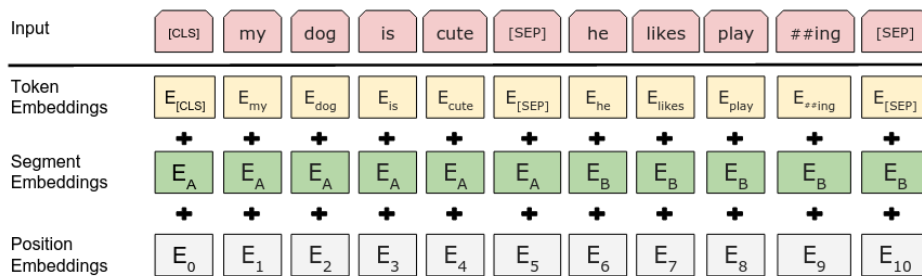 Input [CLS] my dog is cute [SEP] he likes play ##ing [SEP]
Token Embeddings E[CLS] Emy Edog Eis Ecute E[SEP] Ehe Elikes Eplay E##ing E[SEP]
+ + + + + + + + + + +
Segment Embeddings EA EA EA EA EA EA EB EB EB EB EB
+ + + + + + + + + + +
Position Embeddings E0 E1 E2 E3 E4 E5 E6 E7 E8 E9 E10